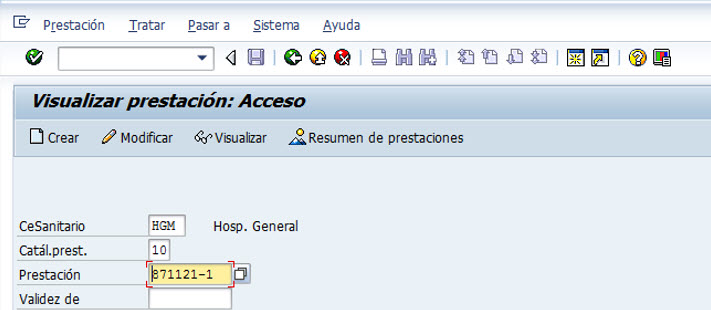 Prestación Tratar Pasar a Sistema Ayuda
Visualizar prestación: Acceso
Crear Modificar Visualizar Resumen de prestaciones
CeSanitario HGM Hosp. General
Catál.prest. 10
Prestación 871121-1
Validez de